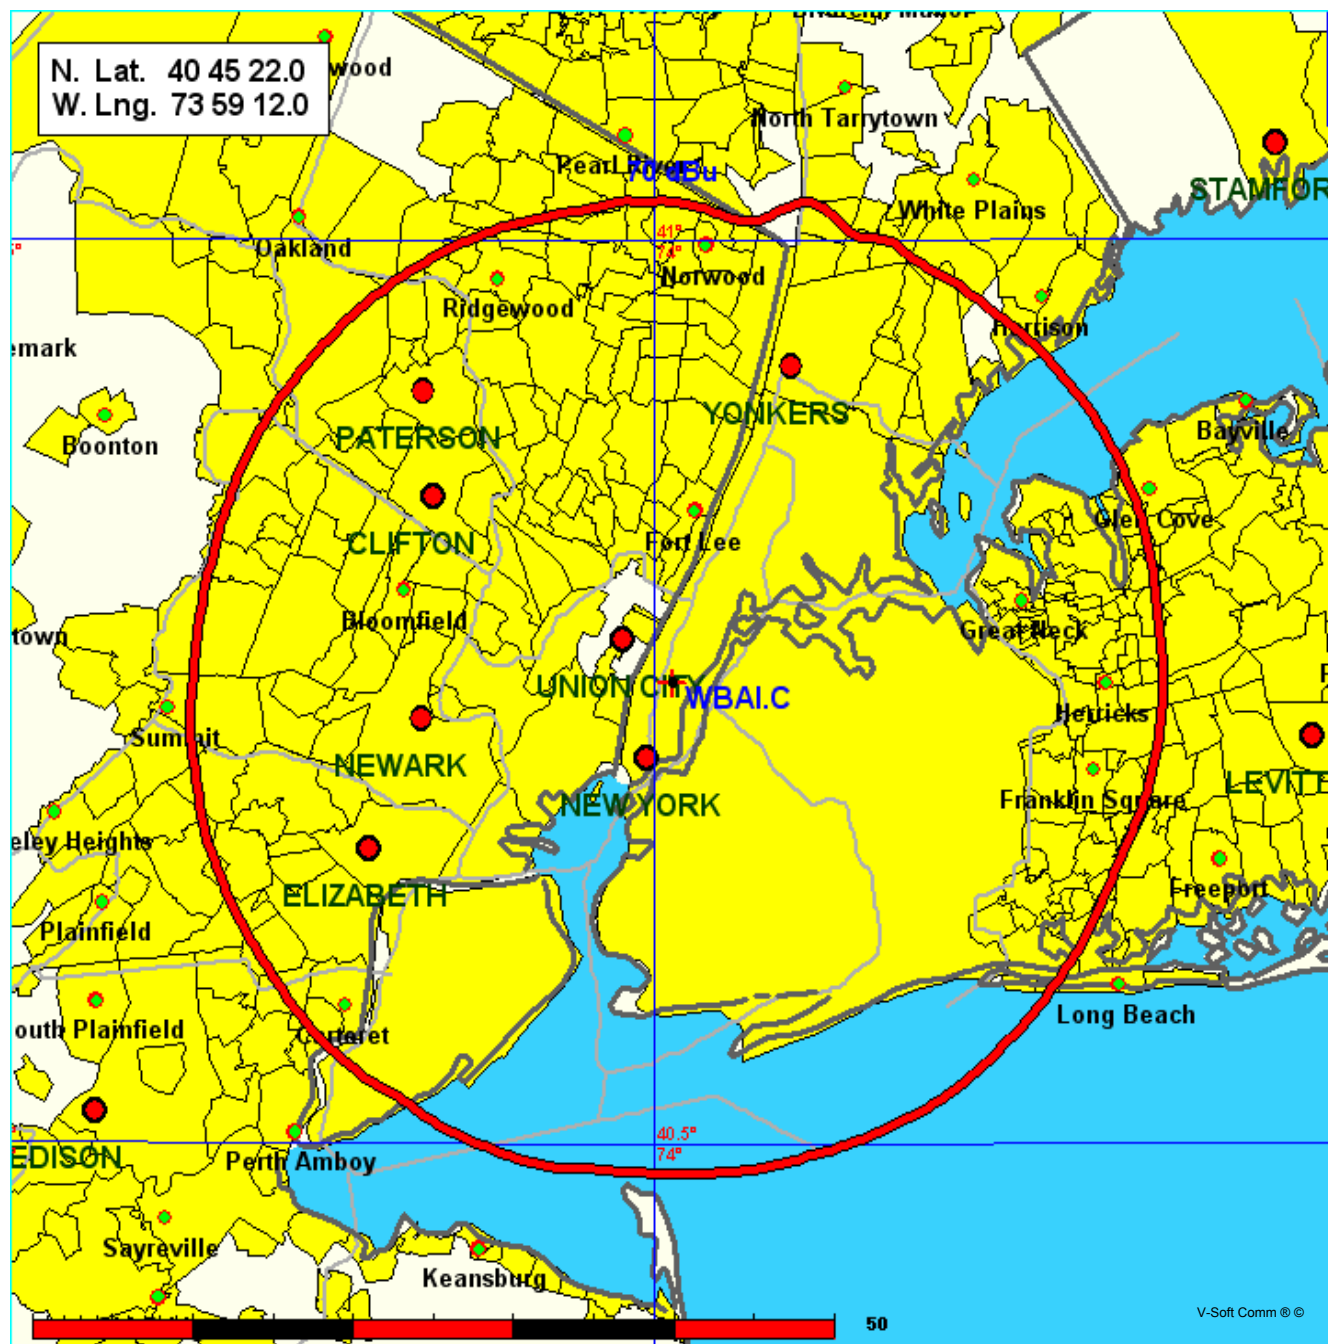 N. Lat. 40 45 22.0
W. Lng. 73 59 12.0
wood
North Tarrytown
Pearl River
70 dBu
White Plains
STAMFOR
Oakland
41°
74°
Norwood
Ridgewood
Harrison
emark
YONKERS
PATERSON
Boonton
Bayville
Glen Cove
CLIFTON
Fort Lee
Bloomfield
Great Neck
town
UNION CITY
WBAI.C
Herricks
Summit
NEWARK
LEVITT
NEW YORK
Franklin Square
eley Heights
ELIZABETH
Freeport
Plainfield
outh Plainfield
Carteret
Long Beach
40.5°
74°
EDISON
Perth Amboy
Sayreville
Keansburg
V-Soft Comm ® ©
50